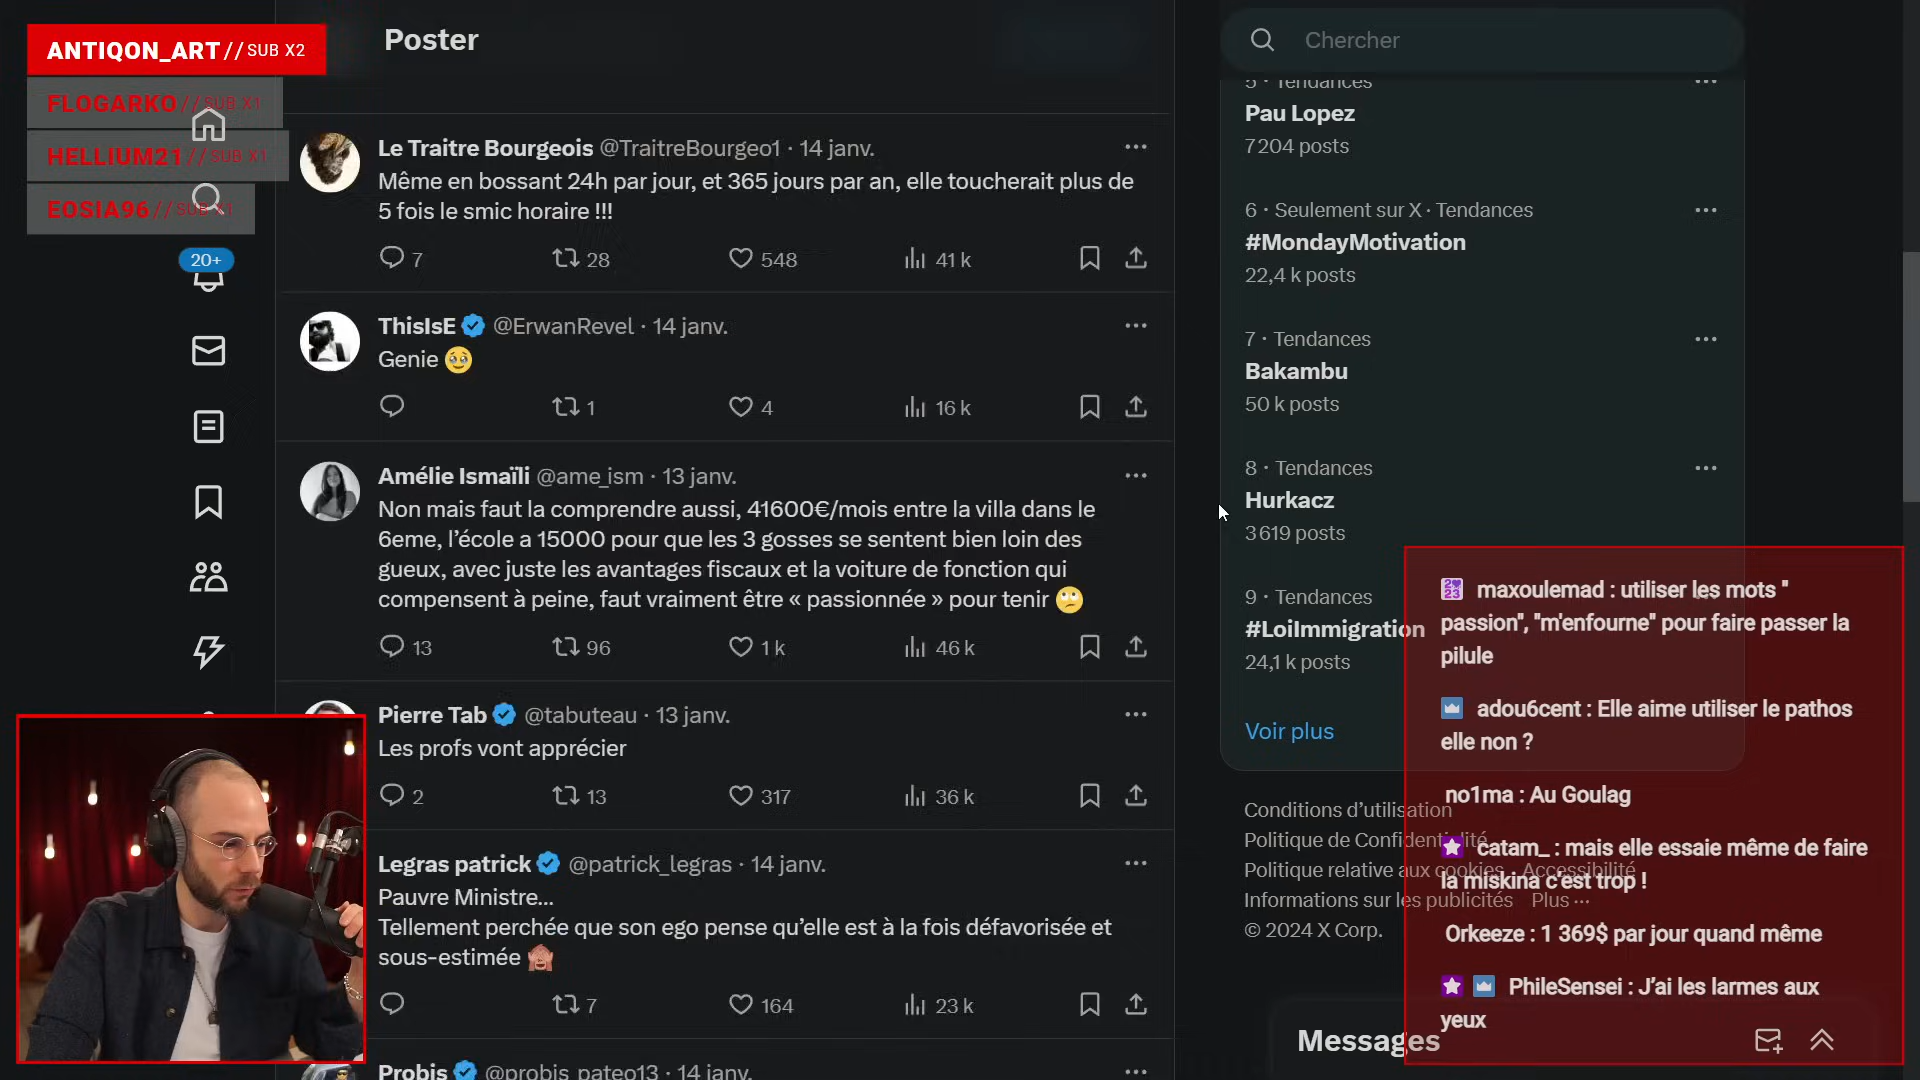 ANTIQON_ART // SUB X2
FLOGARKO // SUB X1
HELLIUM21 // SUB X1
EOSIA96 // SUB X1
20+
Poster
Le Traitre Bourgeois @TraitreBourgeo1 · 14 janv.
Même en bossant 24h par jour, et 365 jours par an, elle toucherait plus de
5 fois le smic horaire !!!
7 28 548 41 k
ThisIsE @ErwanRevel · 14 janv.
Genie 🥹
1 4 16 k
Amélie Ismaïli @ame_ism · 13 janv.
Non mais faut la comprendre aussi, 41600€/mois entre la villa dans le
6eme, l’école a 15000 pour que les 3 gosses se sentent bien loin des
gueux, avec juste les avantages fiscaux et la voiture de fonction qui
compensent à peine, faut vraiment être « passionnée » pour tenir 🙄
13 96 1 k 46 k
Pierre Tab @tabuteau · 13 janv.
Les profs vont apprécier
2 13 317 36 k
Legras patrick @patrick_legras · 14 janv.
Pauvre Ministre...
Tellement perchée que son ego pense qu’elle est à la fois défavorisée et
sous-estimée 🙈
7 164 23 k
Probis @probis_pateo13 · 14 janv.
Chercher
5 · Tendances
Pau Lopez
7 204 posts
6 · Seulement sur X · Tendances
#MondayMotivation
22,4 k posts
7 · Tendances
Bakambu
50 k posts
8 · Tendances
Hurkacz
3 619 posts
9 · Tendances
#LoiImmigration
24,1 k posts
Voir plus
Conditions d’utilisation
Politique de Confidentialité
Politique relative aux cookies Accessibilité
Informations sur les publicités Plus ...
© 2024 X Corp.
Messages
maxoulemad : utiliser les mots "
passion", "m'enfourne" pour faire passer la
pilule
adou6cent : Elle aime utiliser le pathos
elle non ?
no1ma : Au Goulag
catam_ : mais elle essaie même de faire
la miskina c'est trop !
Orkeeze : 1 369$ par jour quand même
PhileSensei : J'ai les larmes aux
yeux